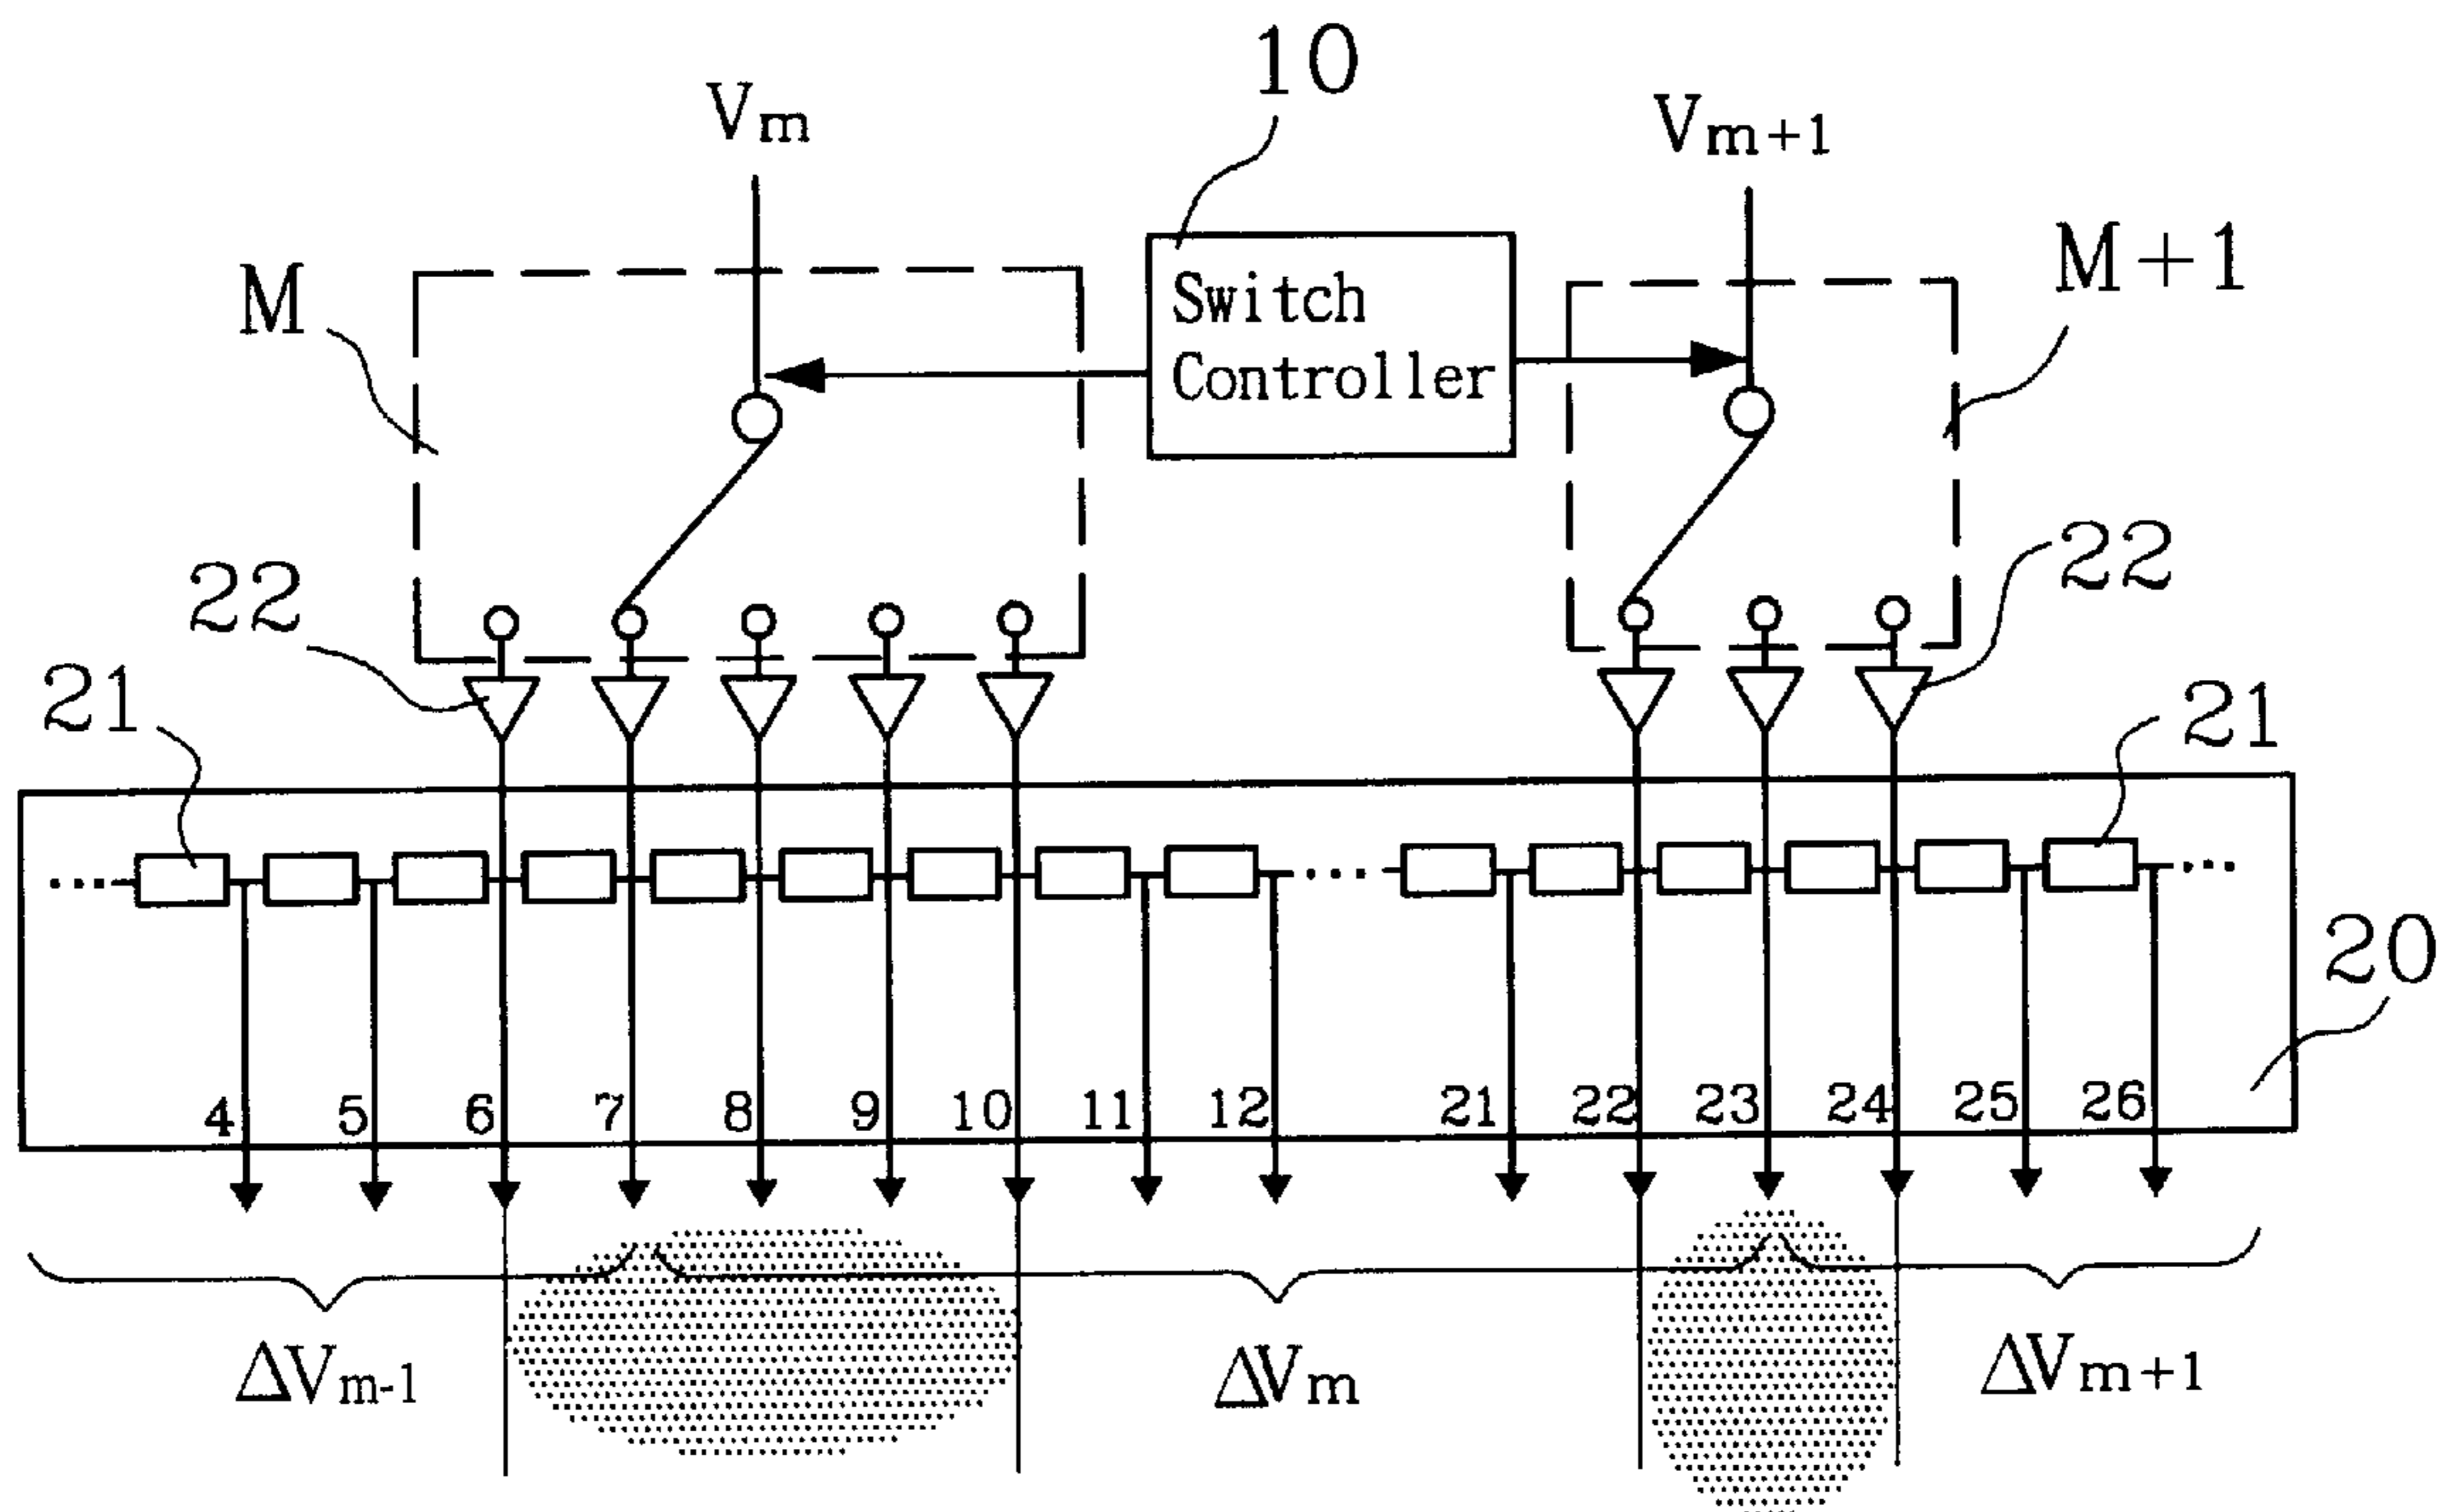 10
Vm
Vm+1
M
Switch
Controller
M+1
22
22
21
21
20
4 5 6 7 8 9 10 11 12 21 22 23 24 25 26
ΔVm-1
ΔVm
ΔVm+1